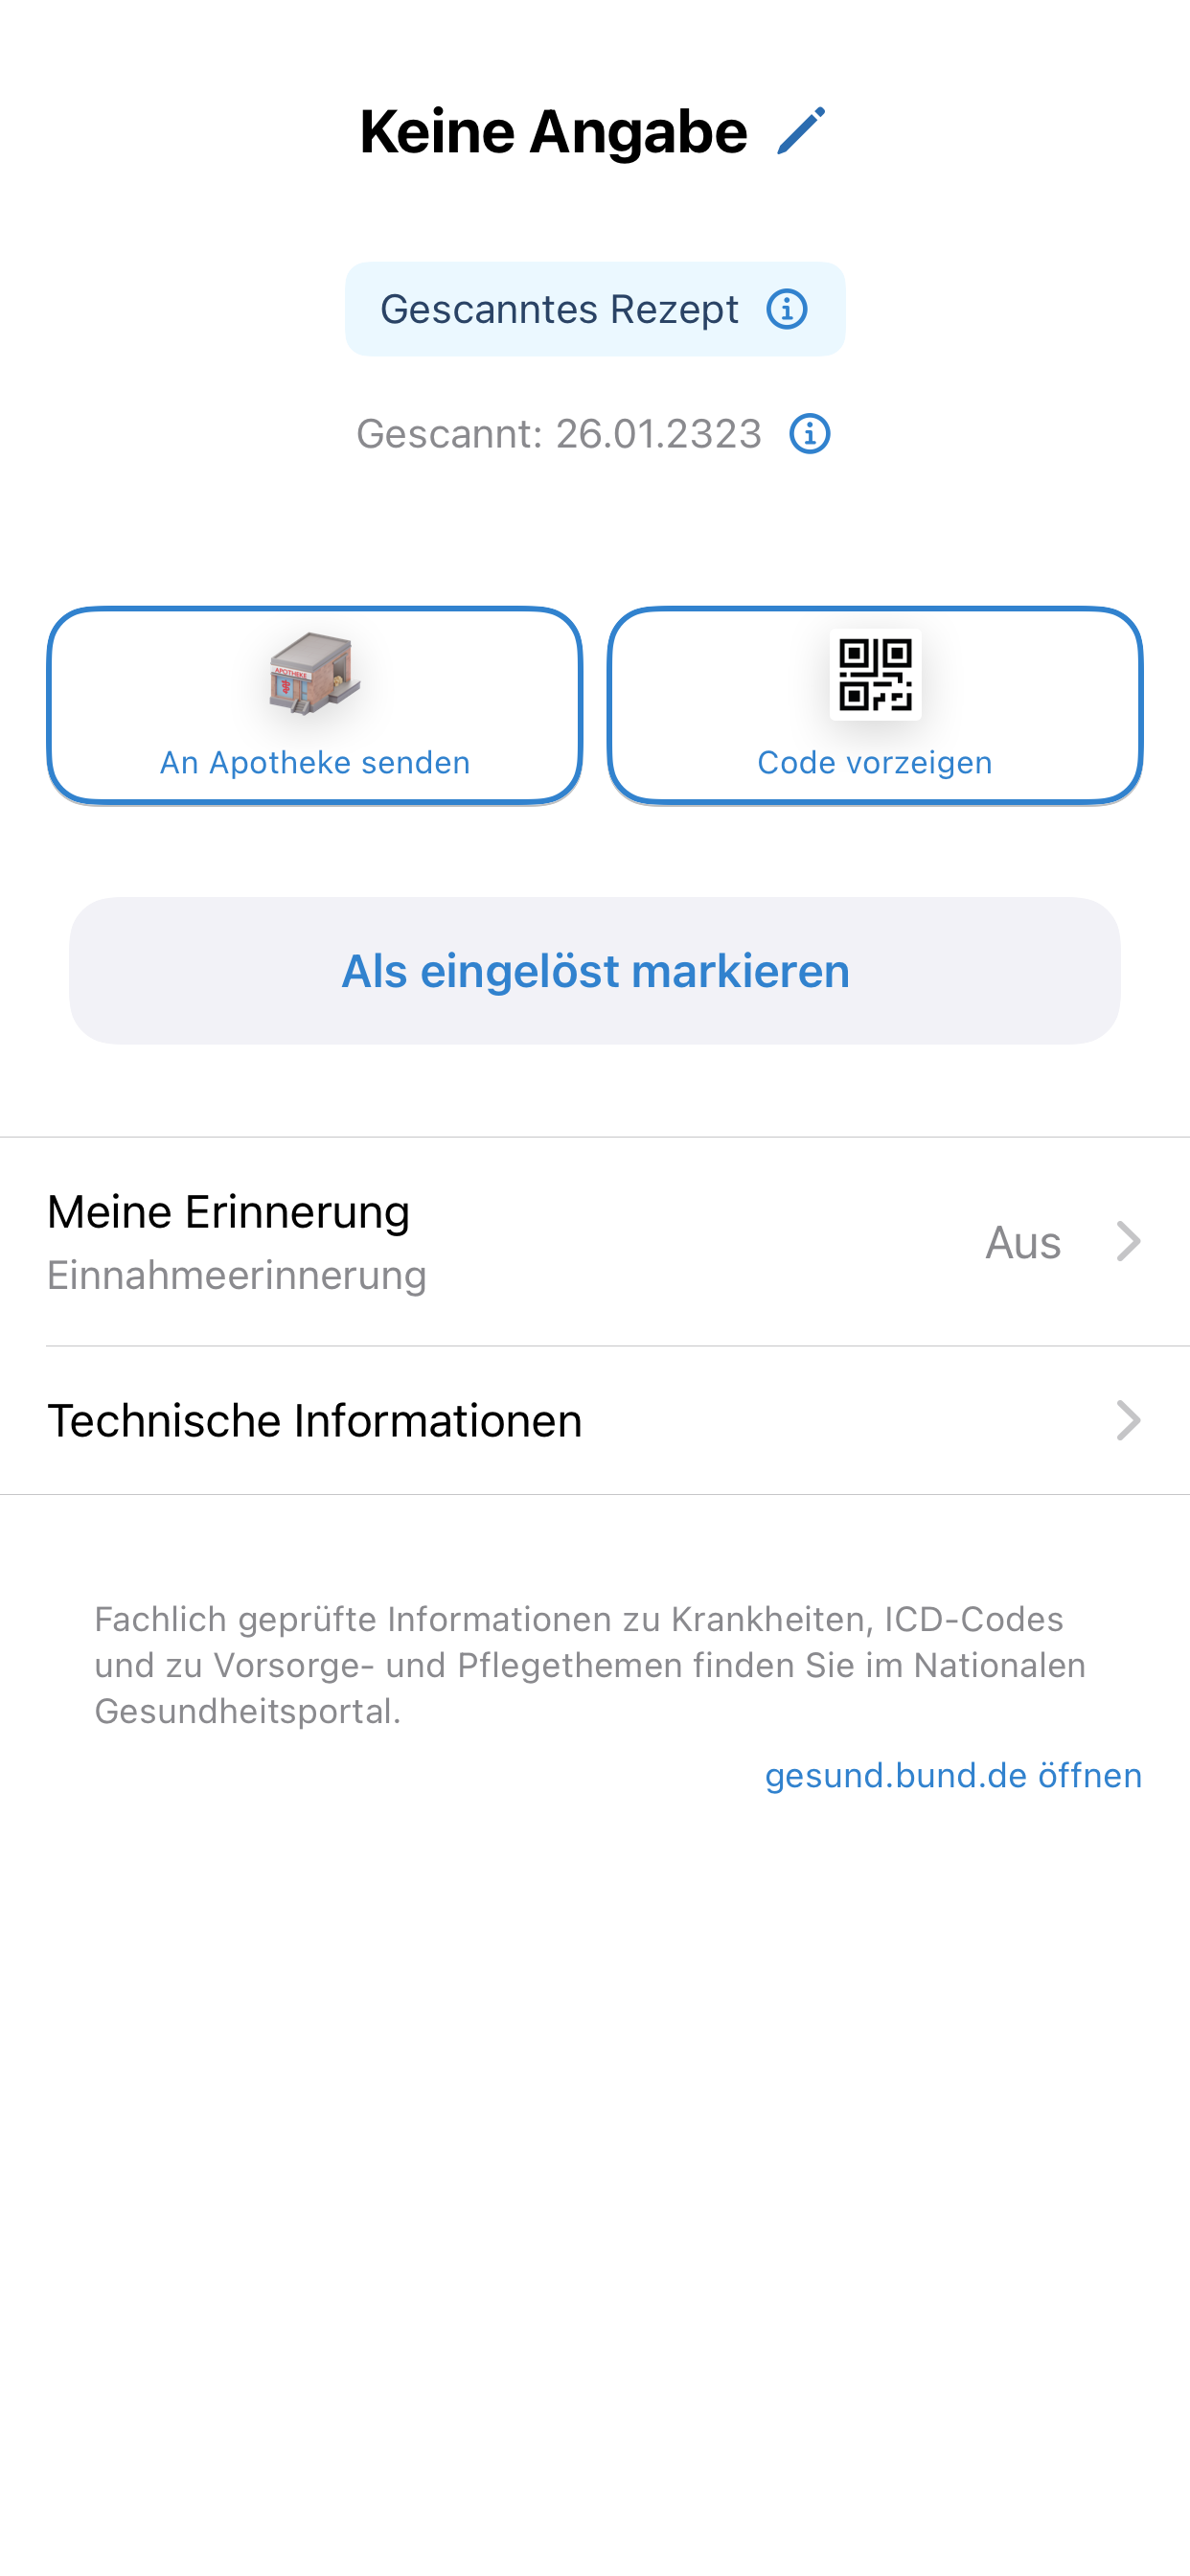 Keine Angabe
Gescanntes Rezept
Gescannt: 26.01.2323
APOTHEKE
An Apotheke senden
Code vorzeigen
Als eingelöst markieren
Meine Erinnerung
Einnahmeerinnerung
Aus
Technische Informationen
Fachlich geprüfte Informationen zu Krankheiten, ICD-Codes
und zu Vorsorge- und Pflegethemen finden Sie im Nationalen
Gesundheitsportal.
gesund.bund.de öffnen